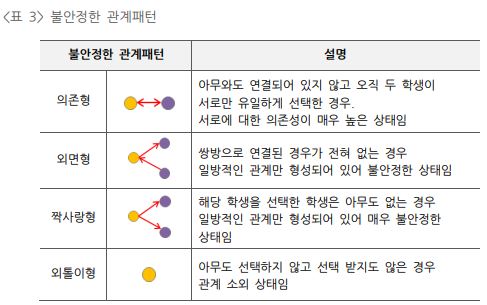 <표 3> 불안정한 관계패턴
불안정한 관계패턴 설명
의존형
아무와도 연결되어 있지 않고 오직 두 학생이
서로만 유일하게 선택한 경우.
서로에 대한 의존성이 매우 높은 상태임
외면형
쌍방으로 연결된 경우가 전혀 없는 경우
일방적인 관계만 형성되어 있어 불안정한 상태임
짝사랑형
해당 학생을 선택한 학생은 아무도 없는 경우
일방적인 관계만 형성되어 있어 매우 불안정한
상태임
외톨이형
아무도 선택하지 않고 선택 받지도 않은 경우
관계 소외 상태임